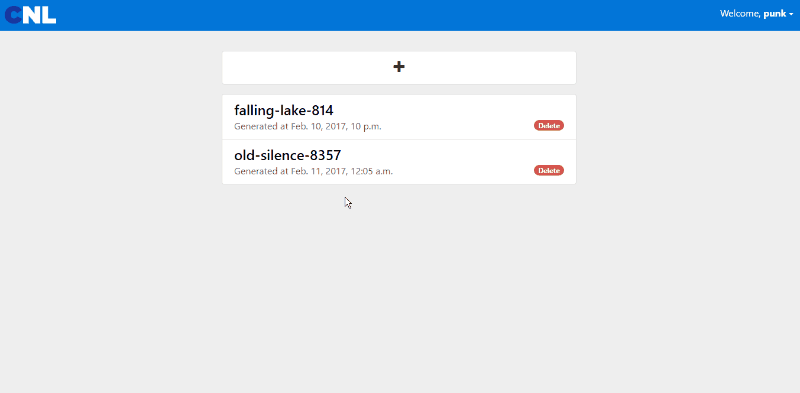 CNL
Welcome, punk
+
falling-lake-814
Generated at Feb. 10, 2017, 10 p.m.
Delete
old-silence-8357
Generated at Feb. 11, 2017, 12:05 a.m.
Delete